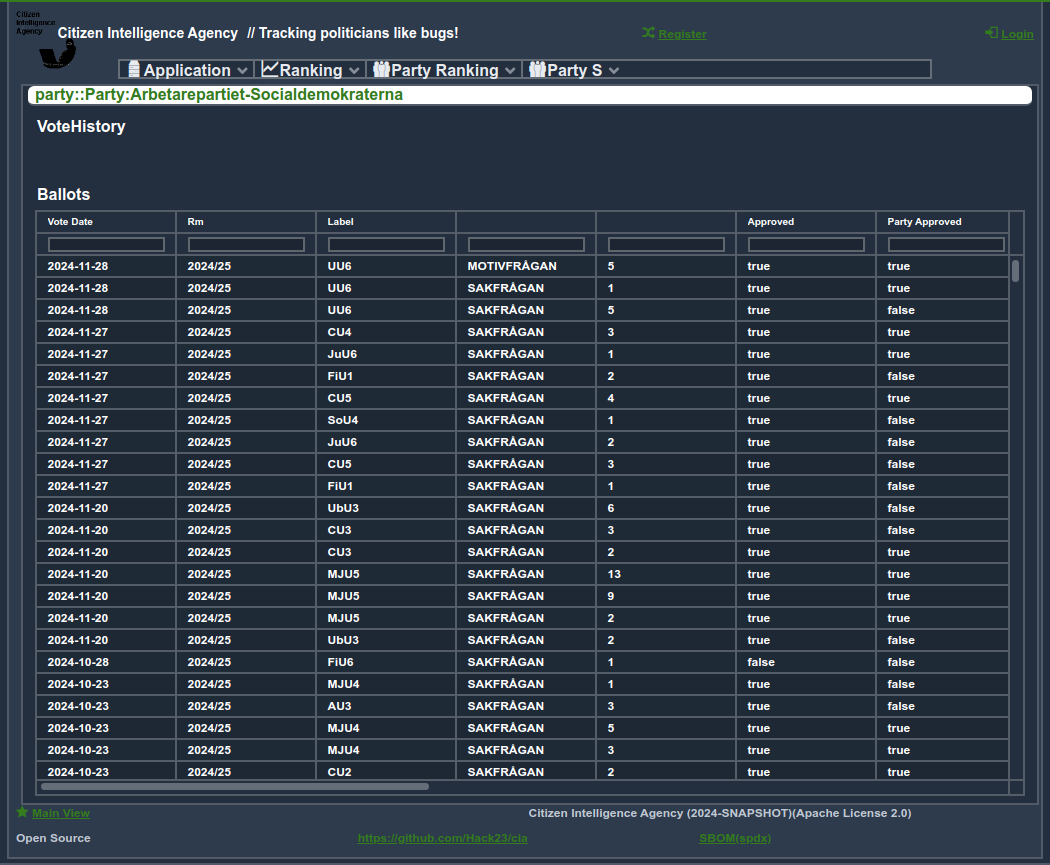 Citizen
Intelligence
Agency
Citizen Intelligence Agency // Tracking politicians like bugs!
Register
Login
Application Ranking Party Ranking Party S
party::Party:Arbetarepartiet-Socialdemokraterna
VoteHistory
Ballots
Vote Date Rm Label Approved Party Approved
2024-11-28 2024/25 UU6 MOTIVFRÅGAN 5 true true
2024-11-28 2024/25 UU6 SAKFRÅGAN 1 true true
2024-11-28 2024/25 UU6 SAKFRÅGAN 5 true false
2024-11-27 2024/25 CU4 SAKFRÅGAN 3 true true
2024-11-27 2024/25 JuU6 SAKFRÅGAN 1 true true
2024-11-27 2024/25 FiU1 SAKFRÅGAN 2 true false
2024-11-27 2024/25 CU5 SAKFRÅGAN 4 true true
2024-11-27 2024/25 SoU4 SAKFRÅGAN 1 true false
2024-11-27 2024/25 JuU6 SAKFRÅGAN 2 true false
2024-11-27 2024/25 CU5 SAKFRÅGAN 3 true false
2024-11-27 2024/25 FiU1 SAKFRÅGAN 1 true false
2024-11-20 2024/25 UbU3 SAKFRÅGAN 6 true false
2024-11-20 2024/25 CU3 SAKFRÅGAN 3 true false
2024-11-20 2024/25 CU3 SAKFRÅGAN 2 true true
2024-11-20 2024/25 MJU5 SAKFRÅGAN 13 true true
2024-11-20 2024/25 MJU5 SAKFRÅGAN 9 true true
2024-11-20 2024/25 MJU5 SAKFRÅGAN 2 true true
2024-11-20 2024/25 UbU3 SAKFRÅGAN 2 true false
2024-10-28 2024/25 FiU6 SAKFRÅGAN 1 false false
2024-10-23 2024/25 MJU4 SAKFRÅGAN 1 true false
2024-10-23 2024/25 AU3 SAKFRÅGAN 3 true false
2024-10-23 2024/25 MJU4 SAKFRÅGAN 5 true true
2024-10-23 2024/25 MJU4 SAKFRÅGAN 3 true true
2024-10-23 2024/25 CU2 SAKFRÅGAN 2 true true
Main View Citizen Intelligence Agency (2024-SNAPSHOT)(Apache License 2.0)
Open Source https://github.com/Hack23/cia SBOM(spdx)